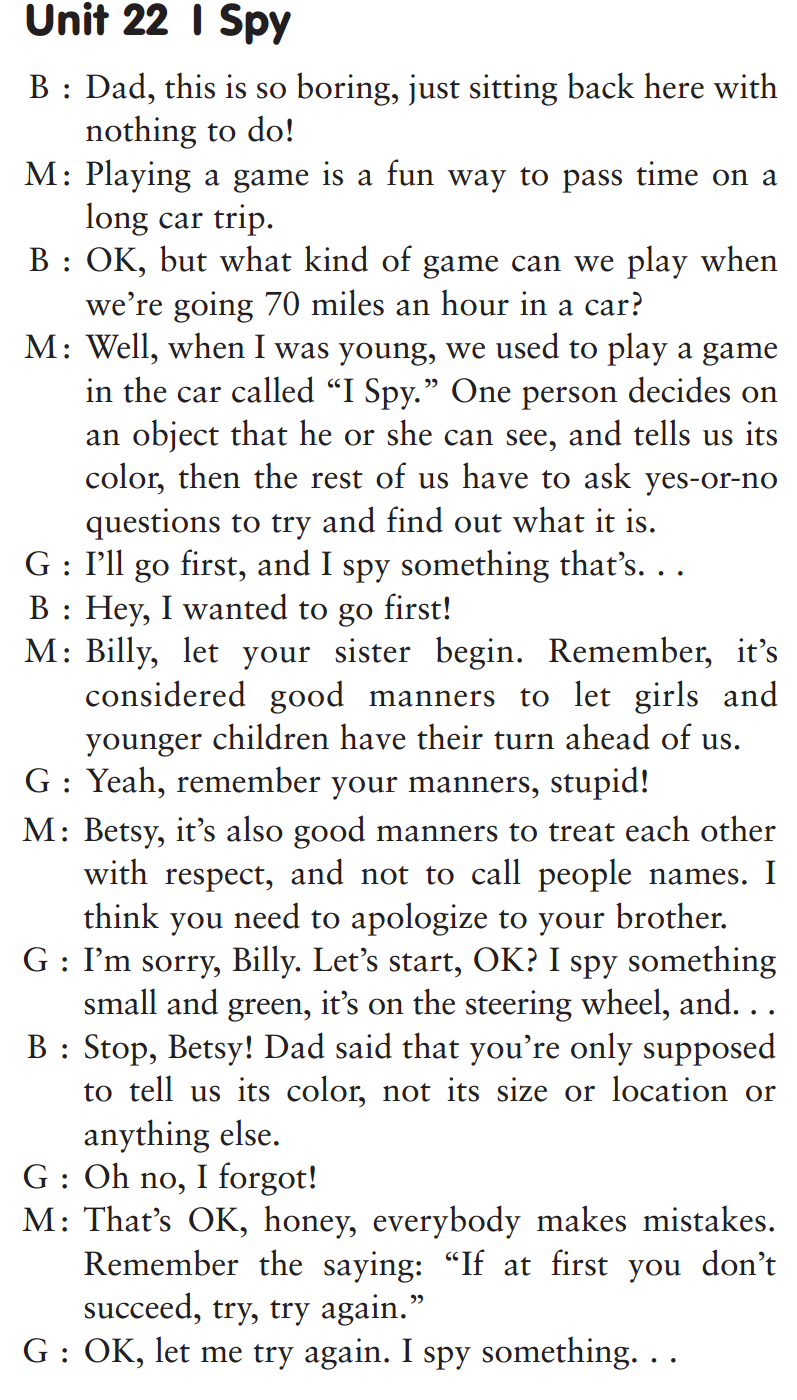 Unit 22 I Spy
B : Dad, this is so boring, just sitting back here with
nothing to do!
M: Playing a game is a fun way to pass time on a
long car trip.
B : OK, but what kind of game can we play when
we’re going 70 miles an hour in a car?
M: Well, when I was young, we used to play a game
in the car called “I Spy.” One person decides on
an object that he or she can see, and tells us its
color, then the rest of us have to ask yes-or-no
questions to try and find out what it is.
G : I’ll go first, and I spy something that’s. . .
B : Hey, I wanted to go first!
M: Billy, let your sister begin. Remember, it’s
considered good manners to let girls and
younger children have their turn ahead of us.
G : Yeah, remember your manners, stupid!
M: Betsy, it’s also good manners to treat each other
with respect, and not to call people names. I
think you need to apologize to your brother.
G : I’m sorry, Billy. Let’s start, OK? I spy something
small and green, it’s on the steering wheel, and. . .
B : Stop, Betsy! Dad said that you’re only supposed
to tell us its color, not its size or location or
anything else.
G : Oh no, I forgot!
M: That’s OK, honey, everybody makes mistakes.
Remember the saying: “If at first you don’t
succeed, try, try again.”
G : OK, let me try again. I spy something. . .